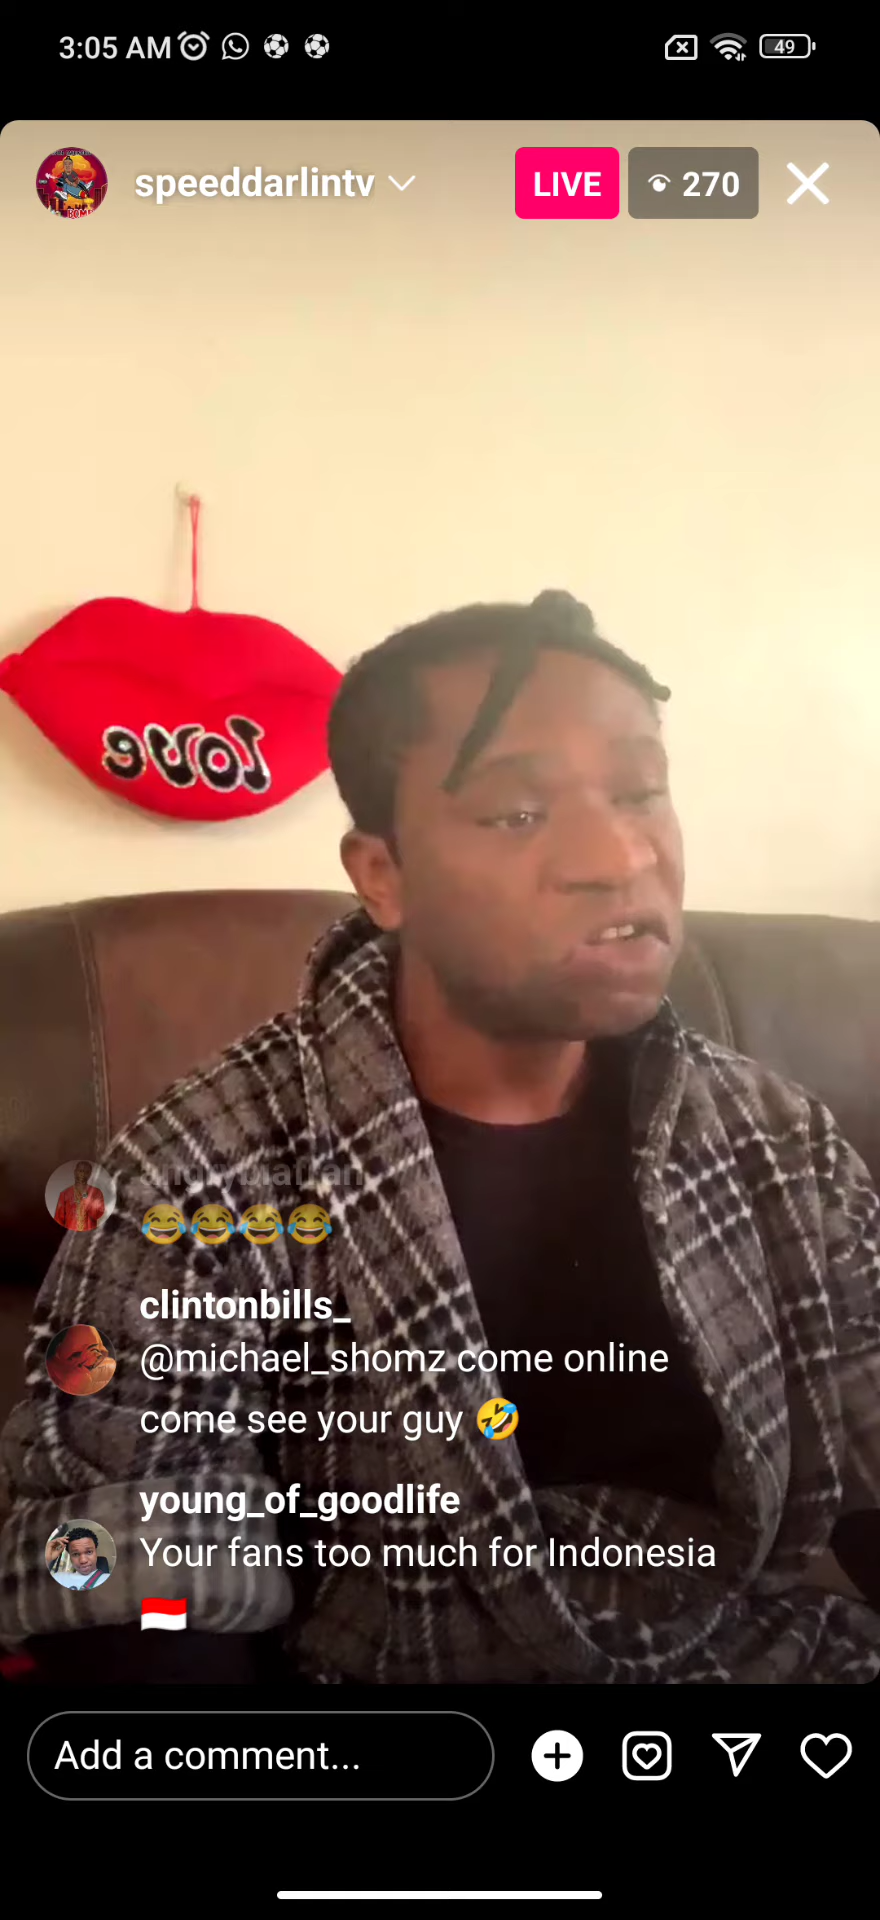 3:05 AM
49
speeddarlintv
LIVE
270
Love
angrybiafran
😂😂😂😂
clintonbills_
@michael_shomz come online
come see your guy 🤣
young_of_goodlife
Your fans too much for Indonesia
🇮🇩
Add a comment...